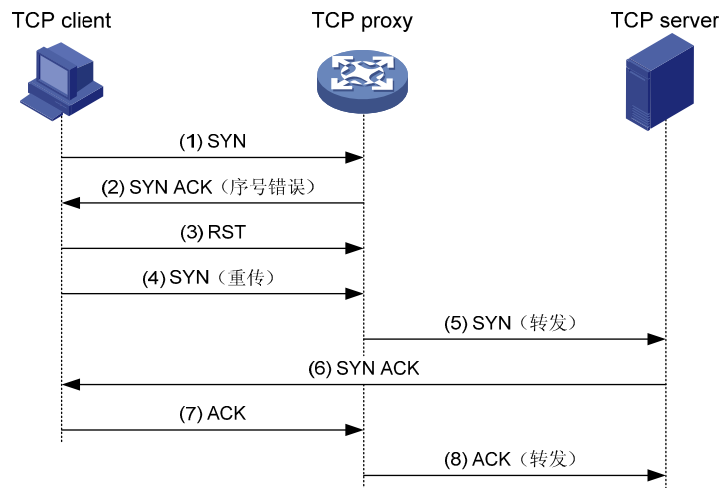 TCP client
TCP proxy
TCP server
(1) SYN
(2) SYN ACK（序号错误）
(3) RST
(4) SYN（重传）
(5) SYN（转发）
(6) SYN ACK
(7) ACK
(8) ACK（转发）